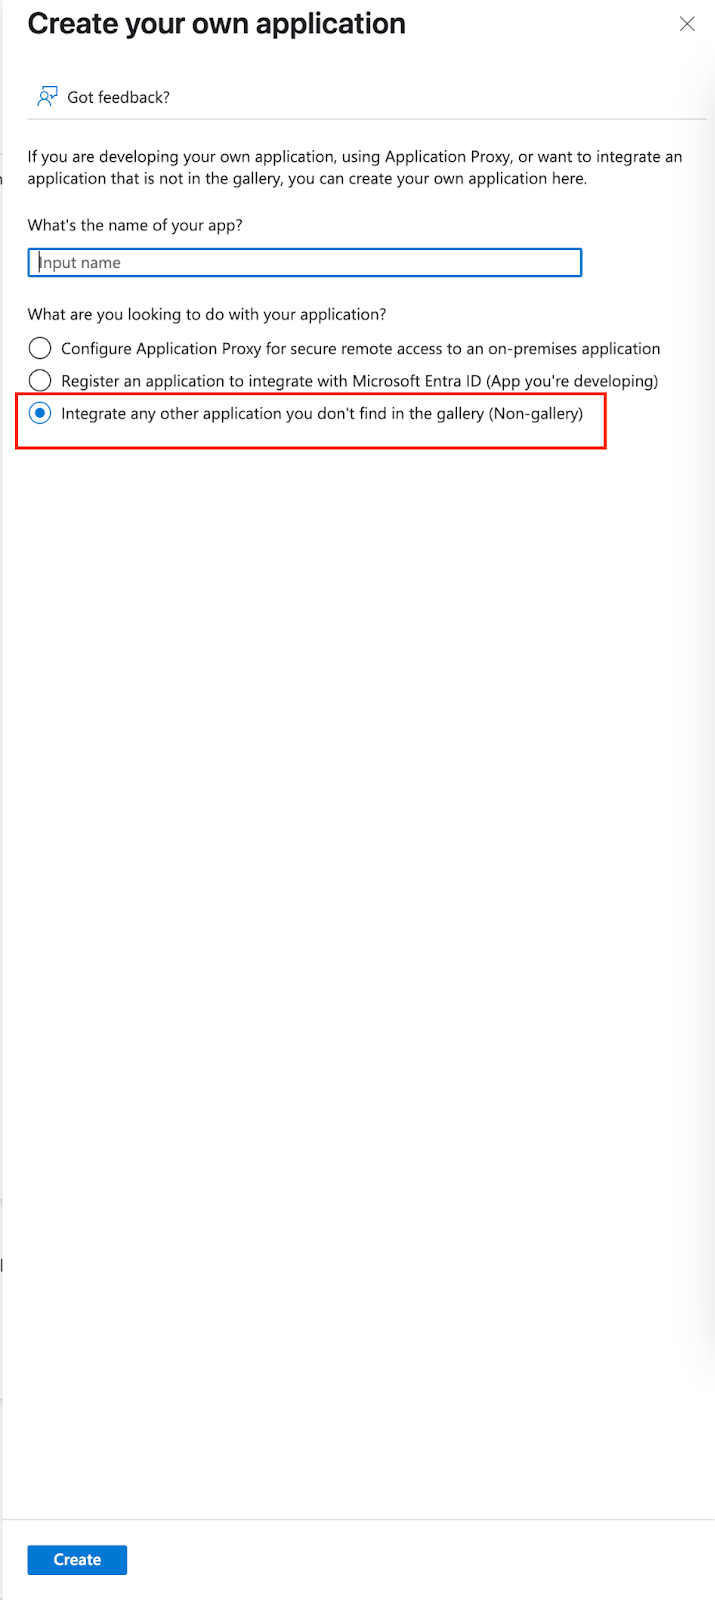 Create your own application
Got feedback?
If you are developing your own application, using Application Proxy, or want to integrate an
application that is not in the gallery, you can create your own application here.
What's the name of your app?
Input name
What are you looking to do with your application?
Configure Application Proxy for secure remote access to an on-premises application
Register an application to integrate with Microsoft Entra ID (App you're developing)
Integrate any other application you don't find in the gallery (Non-gallery)
Create